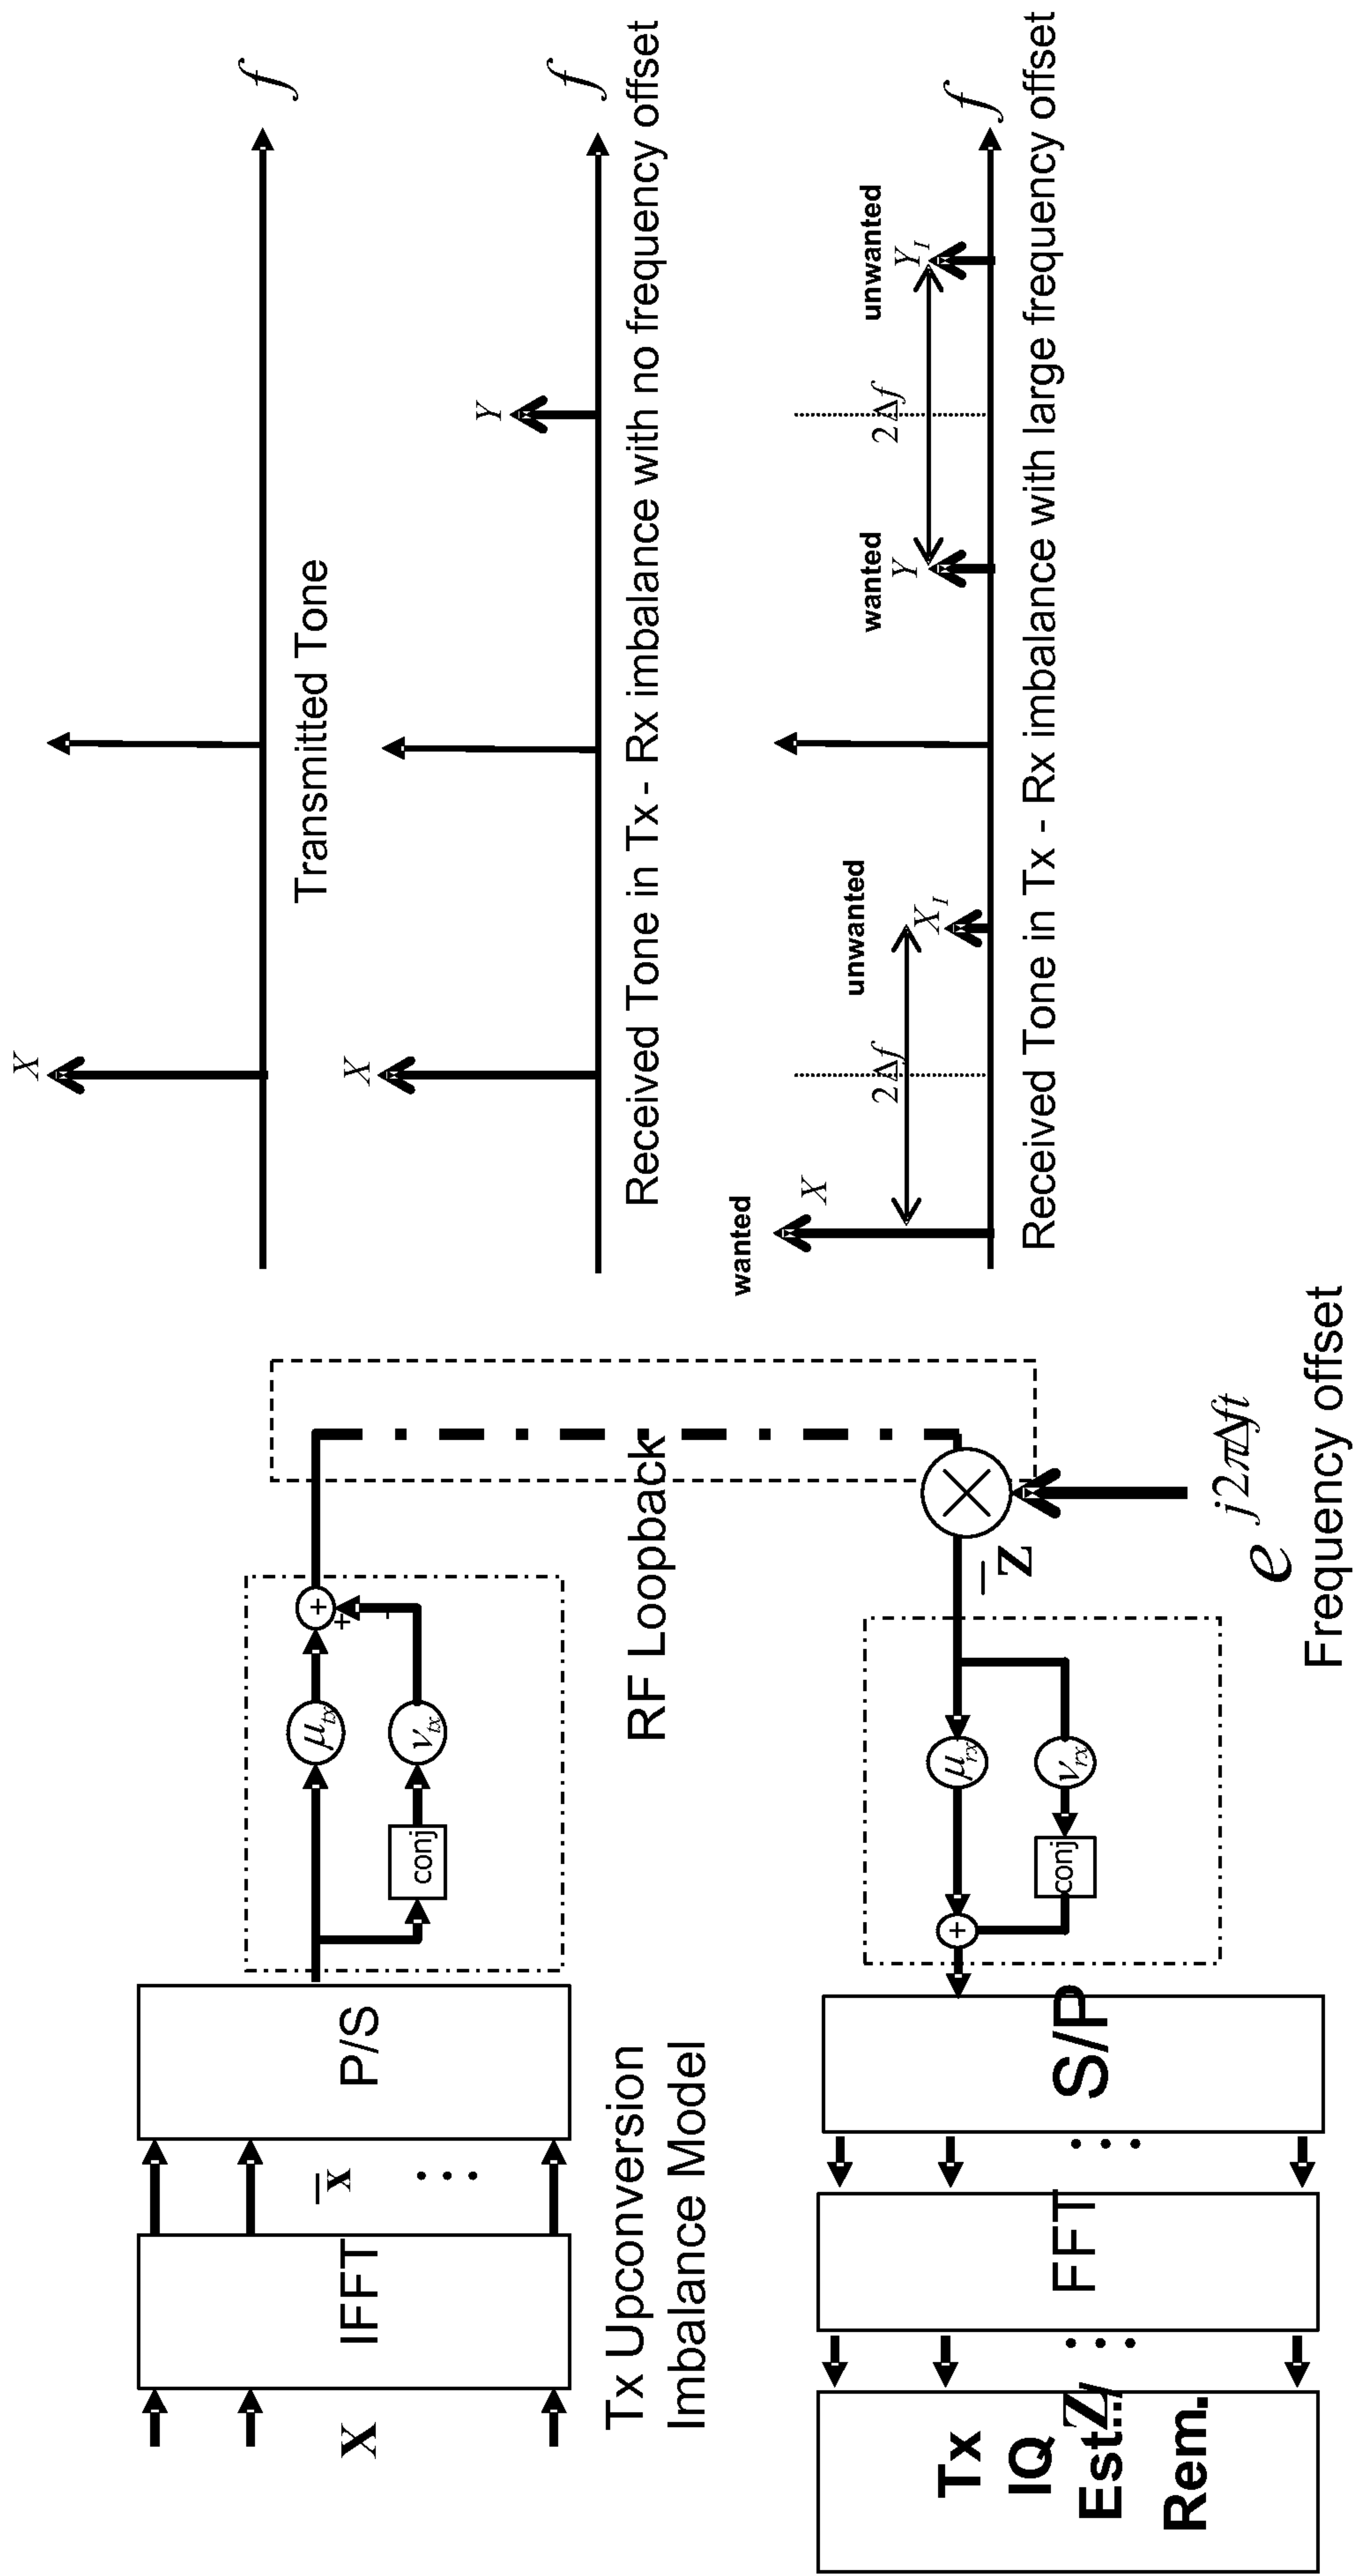 X
IFFT
x̄
...
P/S
μtx
conj
νtx
+
+
Tx Upconversion
Imbalance Model
RF Loopback
Tx
IQ
Est../
Rem.
Z
...
FFT
...
S/P
+
μrx
conj
νrx
Z̄
e j2πΔft
Frequency offset
X
f
Transmitted Tone
X
Y
f
Received Tone in Tx - Rx imbalance with no frequency offset
wanted
X
2Δf
unwanted
XI
wanted
Y
2Δf
unwanted
YI
f
Received Tone in Tx - Rx imbalance with large frequency offset